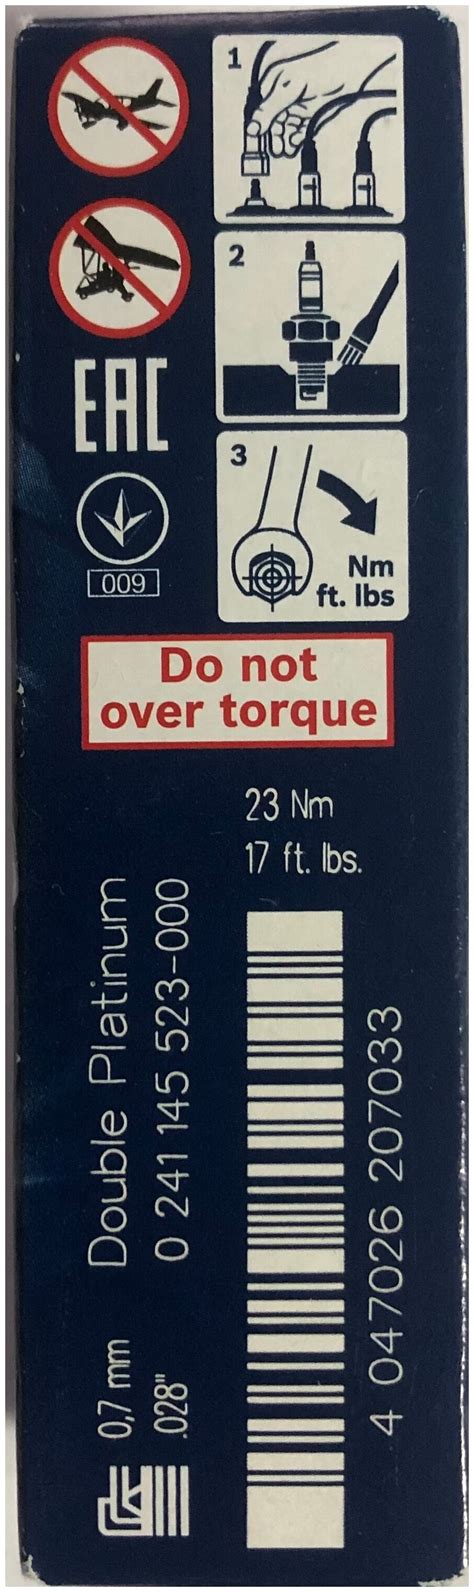 1
2
3
Nm
ft. lbs
EAC
009
Do not
over torque
23 Nm
17 ft. lbs.
Double Platinum
0 241 145 523-000
0,7 mm
.028"
4 047026 207033